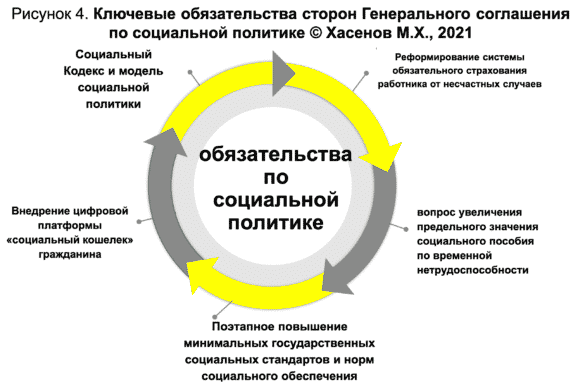 Рисунок 4. Ключевые обязательства сторон Генерального соглашения
по социальной политике © Хасенов М.Х., 2021
Социальный
Кодекс и модель
социальной
политики
Реформирование системы
обязательного страхования
работника от несчастных случаев
обязательства
по
социальной
политике
Внедрение цифровой
платформы
«социальный кошелек»
гражданина
вопрос увеличения
предельного значения
социального пособия
по временной
нетрудоспособности
Поэтапное повышение
минимальных государственных
социальных стандартов и норм
социального обеспечения